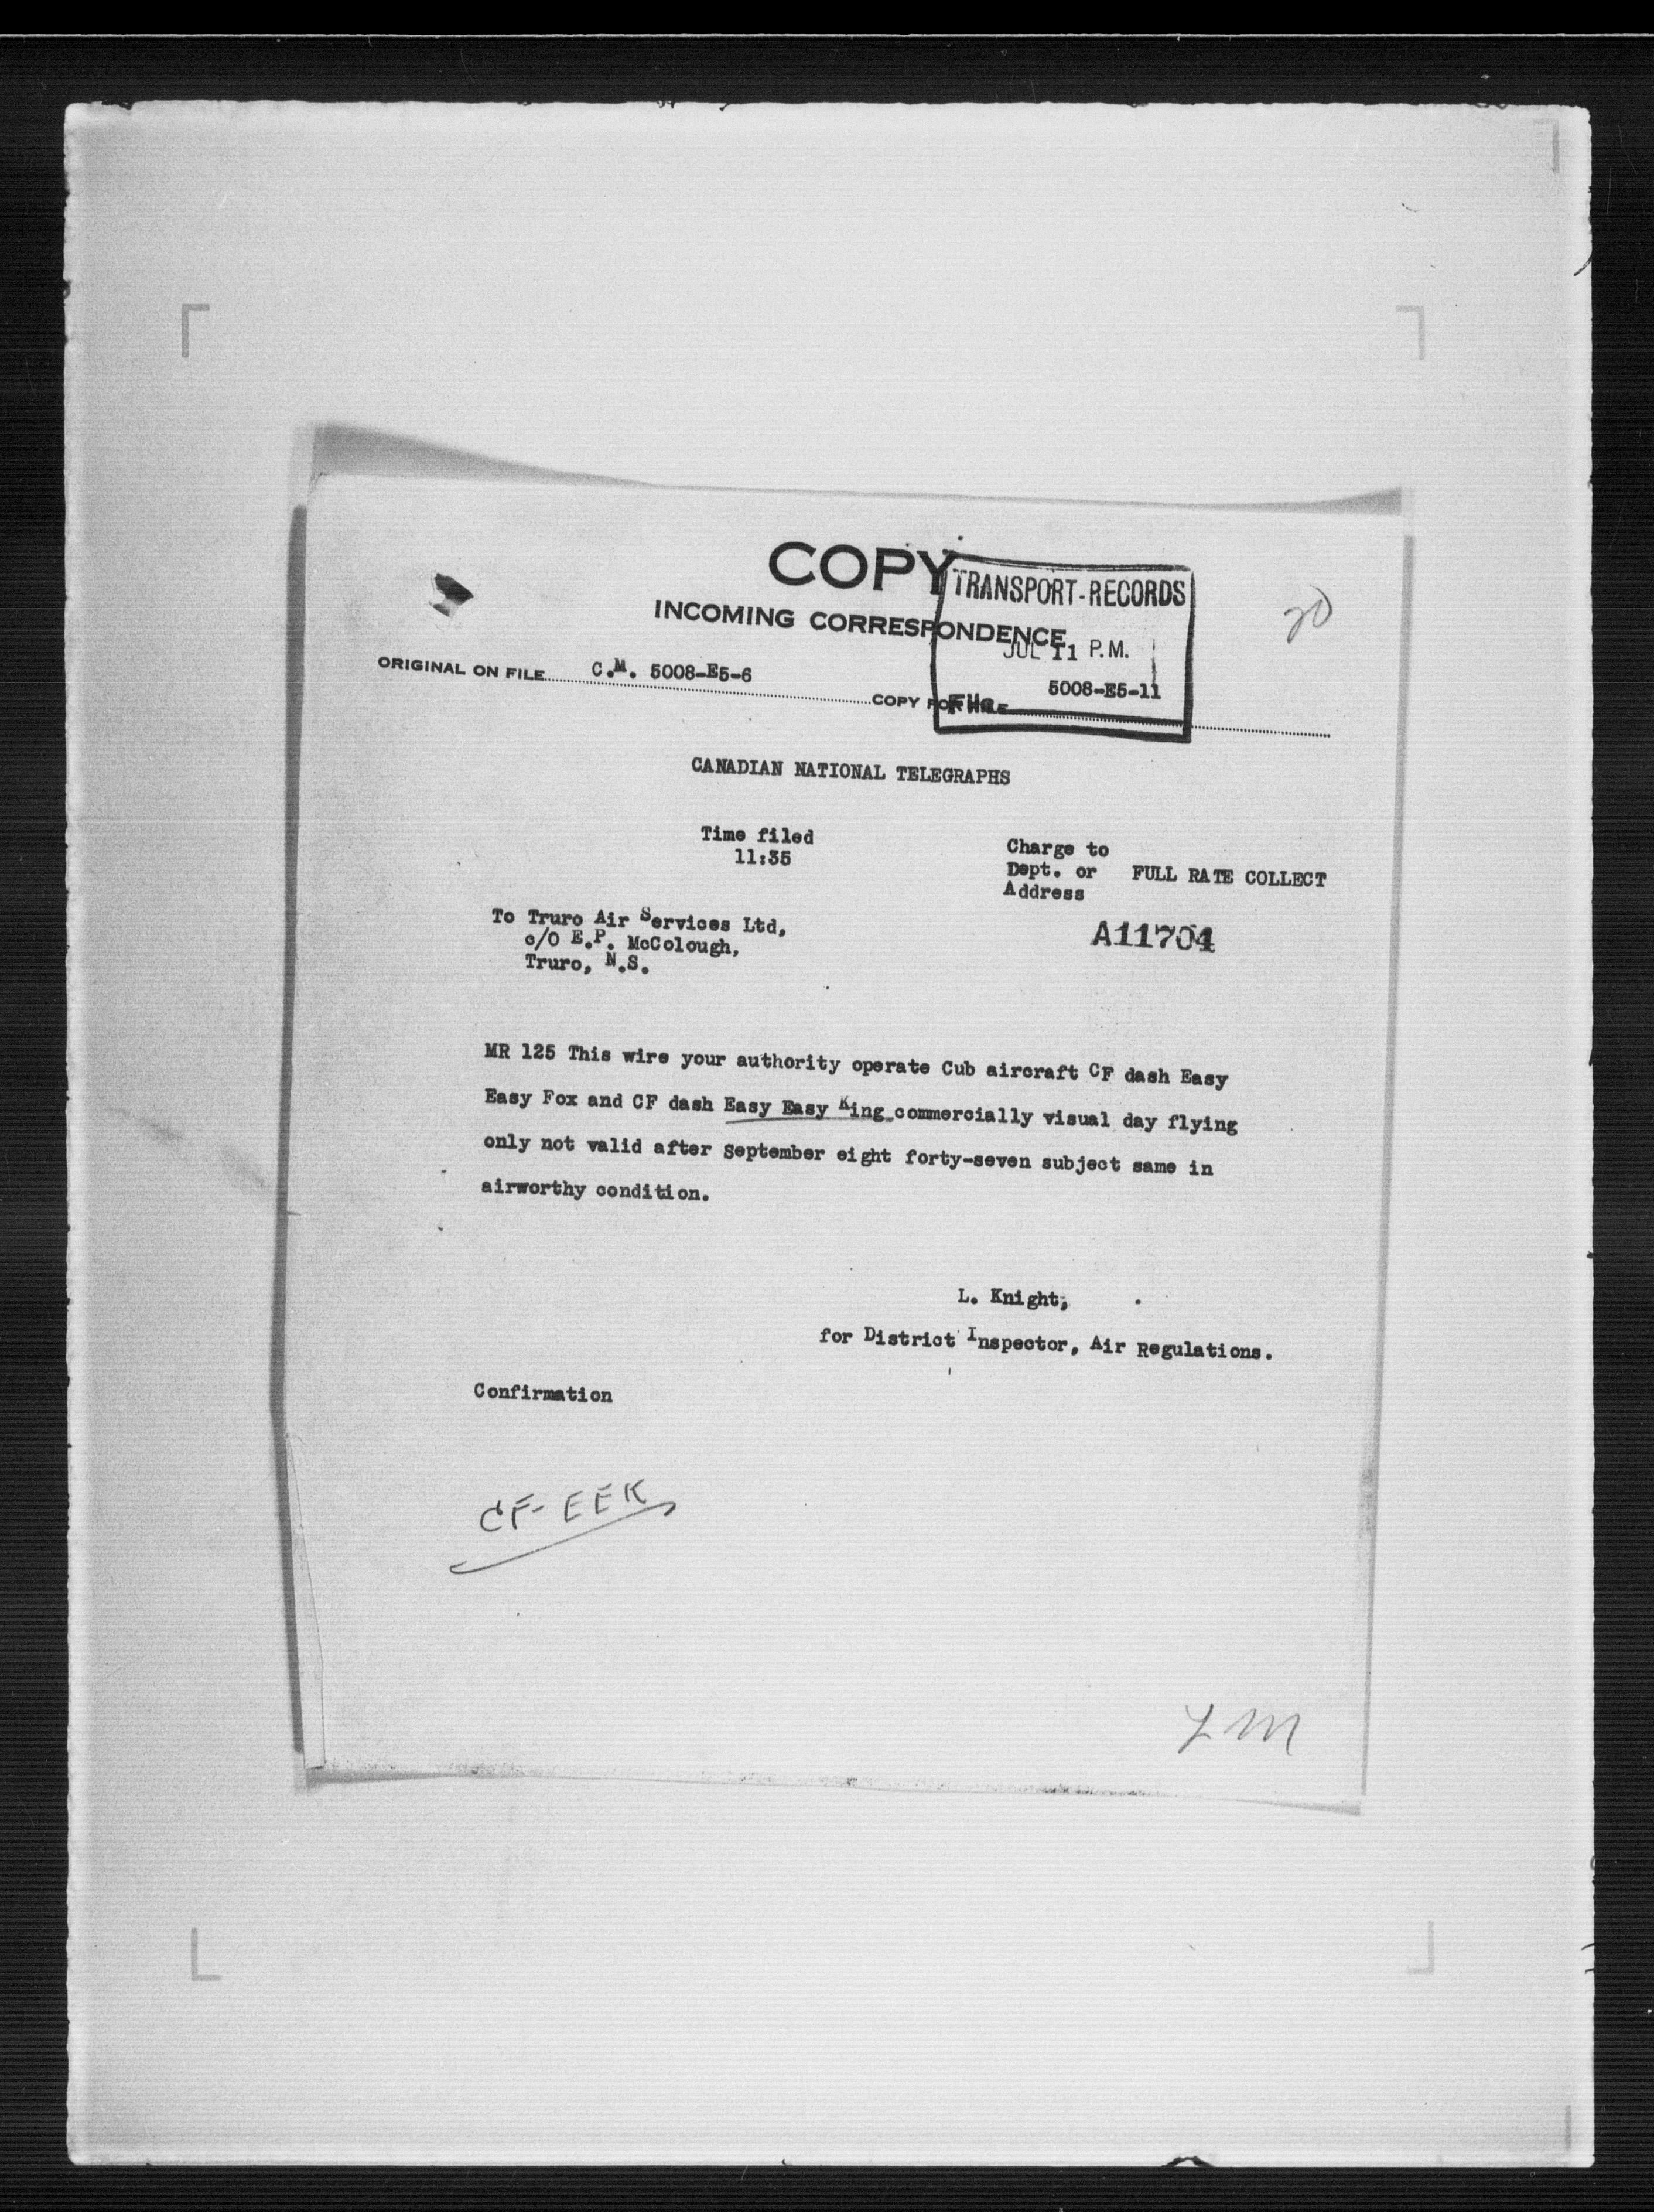 COPY
INCOMING CORRESPONDENCE
TRANSPORT-RECORDS
JUL 11 P.M.
20
ORIGINAL ON FILE C.M. 5008-E5-6
COPY FOR FILE 5008-E5-11
File
CANADIAN NATIONAL TELEGRAPHS
Time filed
11:35
Charge to
Dept. or FULL RATE COLLECT
Address
To Truro Air Services Ltd,
c/o E.P. McColough,
Truro, N.S.
A11704
MR 125 This wire your authority operate Cub aircraft CF dash Easy
Easy Fox and CF dash Easy Easy King commercially visual day flying
only not valid after September eight forty-seven subject same in
airworthy condition.
L. Knight,
for District Inspector, Air Regulations.
Confirmation
CF-EEK
LM